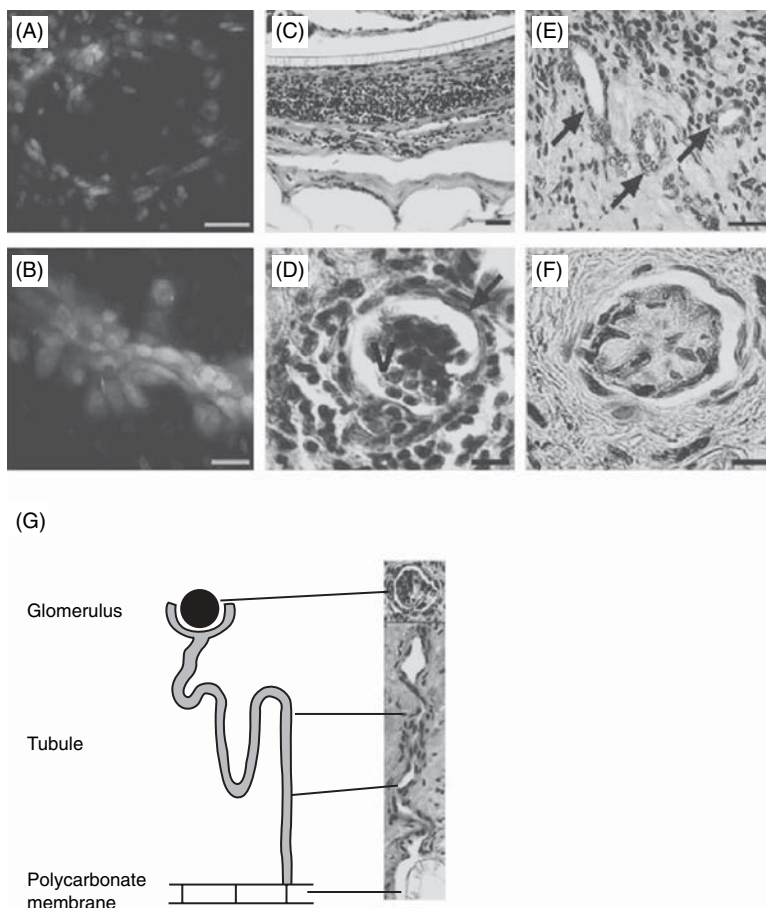 (A)
(C)
(E)
(B)
(D)
(F)
V
(G)
Glomerulus
Tubule
Polycarbonate
membrane